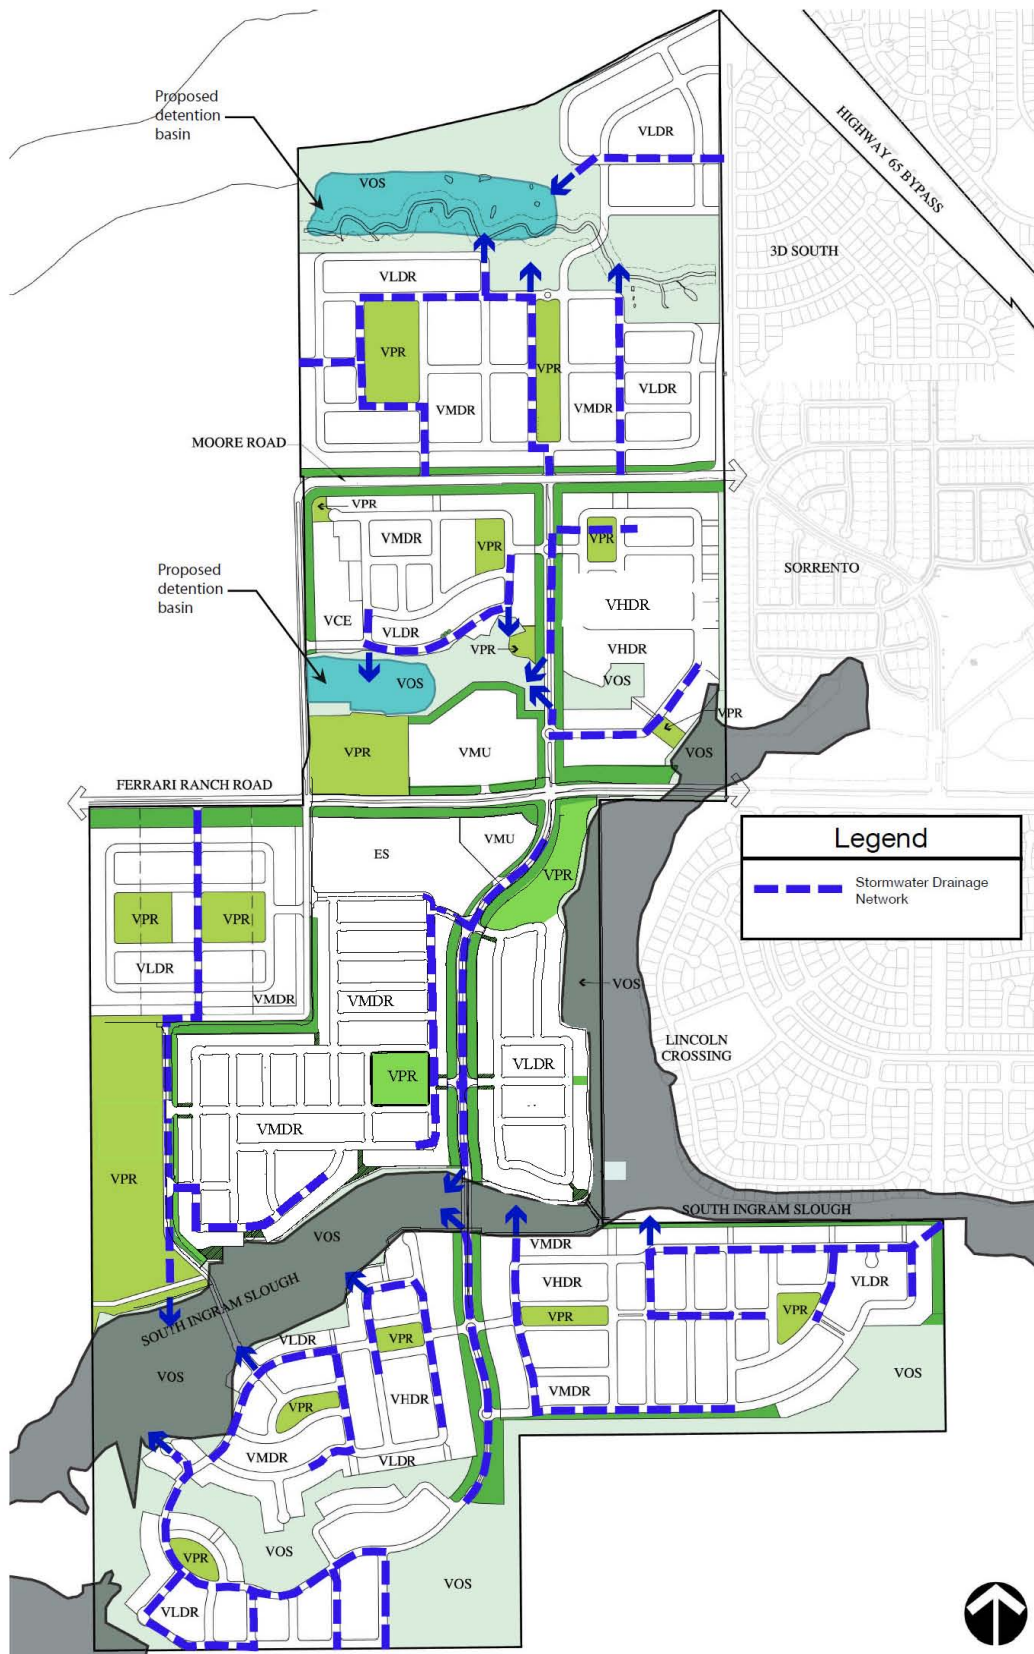 Proposed
detention
basin
VLDR
HIGHWAY 65 BYPASS
VOS
3D SOUTH
VLDR
VPR
VPR
VLDR
VMDR
VMDR
MOORE ROAD
VPR
VMDR
VPR
VPR
SORRENTO
Proposed
detention
basin
VHDR
VCE
VLDR
VPR
VHDR
VOS
VOS
VPR
VPR
VMU
VOS
FERRARI RANCH ROAD
VMU
ES
VPR
Legend
Stormwater Drainage
Network
VPR
VPR
VLDR
VMDR
VMDR
VOS
LINCOLN
CROSSING
VLDR
VPR
VMDR
VPR
SOUTH INGRAM SLOUGH
VOS
VMDR
VHDR
VLDR
SOUTH INGRAM SLOUGH
VPR
VPR
VLDR
VPR
VOS
VOS
VHDR
VMDR
VPR
VMDR
VLDR
VOS
VPR
VOS
VLDR